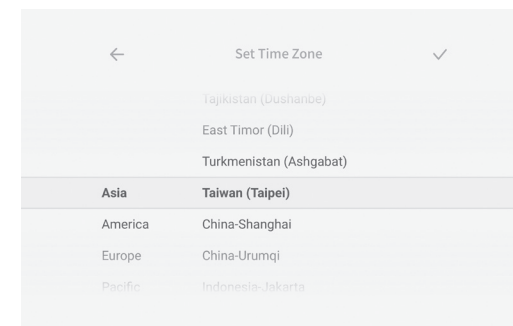 Set Time Zone
Tajikistan (Dushanbe)
East Timor (Dili)
Turkmenistan (Ashgabat)
Asia Taiwan (Taipei)
America China-Shanghai
Europe China-Urumqi
Pacific Indonesia-Jakarta